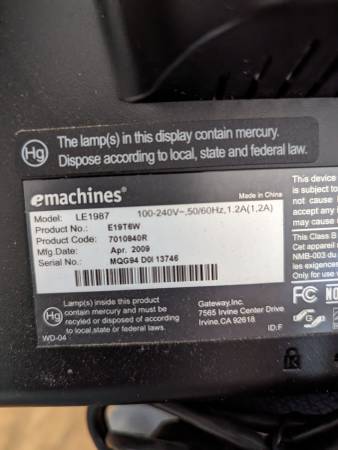 Hg
The lamp(s) in this display contain mercury.
Dispose according to local, state and federal law.
emachines®
Made in China
Model: LE1987 100-240V~,50/60Hz,1.2A(1,2A)
Product No.: E19T6W
Product Code: 7010840R
Mfg.Date: Apr. 2009
Serial No.: MQG94 D0I 13746
Hg
Lamp(s) inside this product
contain mercury and must be
recyled or disposed of according
to local,state or federal laws.
WD-04
Gateway,Inc.
7565 Irvine Center Drive
Irvine,CA 92618
ID:F
This device
is subject to
not cause
accept any i
may cause
This Class B
Cet appareil
NMB-003 du
les exigences
Only for use
FC